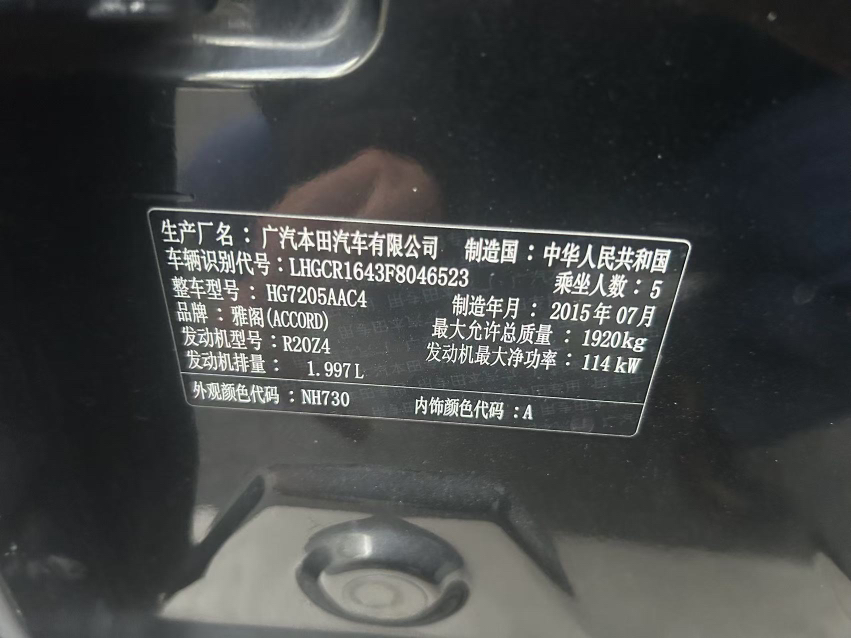 生产厂名：广汽本田汽车有限公司 制造国：中华人民共和国
车辆识别代号：LHGCR1643F8046523 乘坐人数：5
整车型号：HG7205AAC4 制造年月：2015年07月
品牌：雅阁(ACCORD) 最大允许总质量：1920kg
发动机型号：R20Z4 发动机最大净功率：114kW
发动机排量：1.997L
外观颜色代码：NH730 内饰颜色代码：A